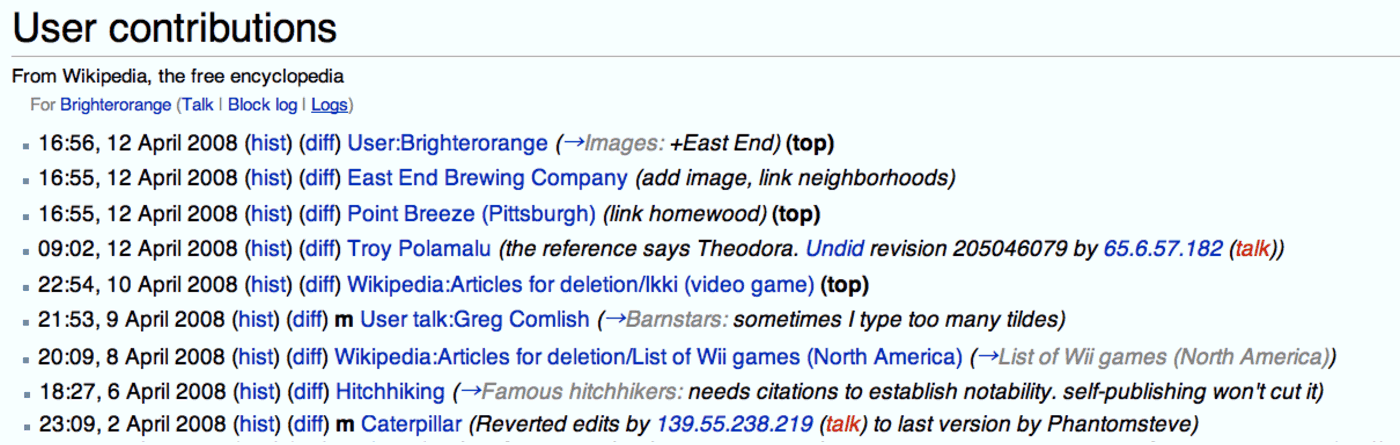 User contributions
From Wikipedia, the free encyclopedia
For Brighterorange (Talk | Block log | Logs)
16:56, 12 April 2008 (hist) (diff) User:Brighterorange (→Images: +East End) (top)
16:55, 12 April 2008 (hist) (diff) East End Brewing Company (add image, link neighborhoods)
16:55, 12 April 2008 (hist) (diff) Point Breeze (Pittsburgh) (link homewood) (top)
09:02, 12 April 2008 (hist) (diff) Troy Polamalu (the reference says Theodora. Undid revision 205046079 by 65.6.57.182 (talk))
22:54, 10 April 2008 (hist) (diff) Wikipedia:Articles for deletion/Ikki (video game) (top)
21:53, 9 April 2008 (hist) (diff) m User talk:Greg Comlish (→Barnstars: sometimes I type too many tildes)
20:09, 8 April 2008 (hist) (diff) Wikipedia:Articles for deletion/List of Wii games (North America) (→List of Wii games (North America))
18:27, 6 April 2008 (hist) (diff) Hitchhiking (→Famous hitchhikers: needs citations to establish notability. self-publishing won't cut it)
23:09, 2 April 2008 (hist) (diff) m Caterpillar (Reverted edits by 139.55.238.219 (talk) to last version by Phantomsteve)